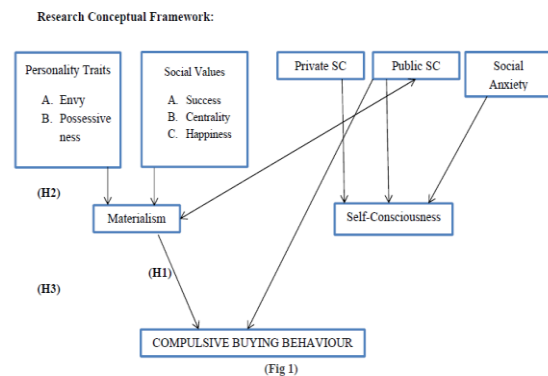 Research Conceptual Framework:
Personality Traits
A. Envy
B. Possessive
ness
Social Values
A. Success
B. Centrality
C. Happiness
Private SC
Public SC
Social
Anxiety
(H2)
Materialism
Self-Consciousness
(H1)
(H3)
COMPULSIVE BUYING BEHAVIOUR
(Fig 1)